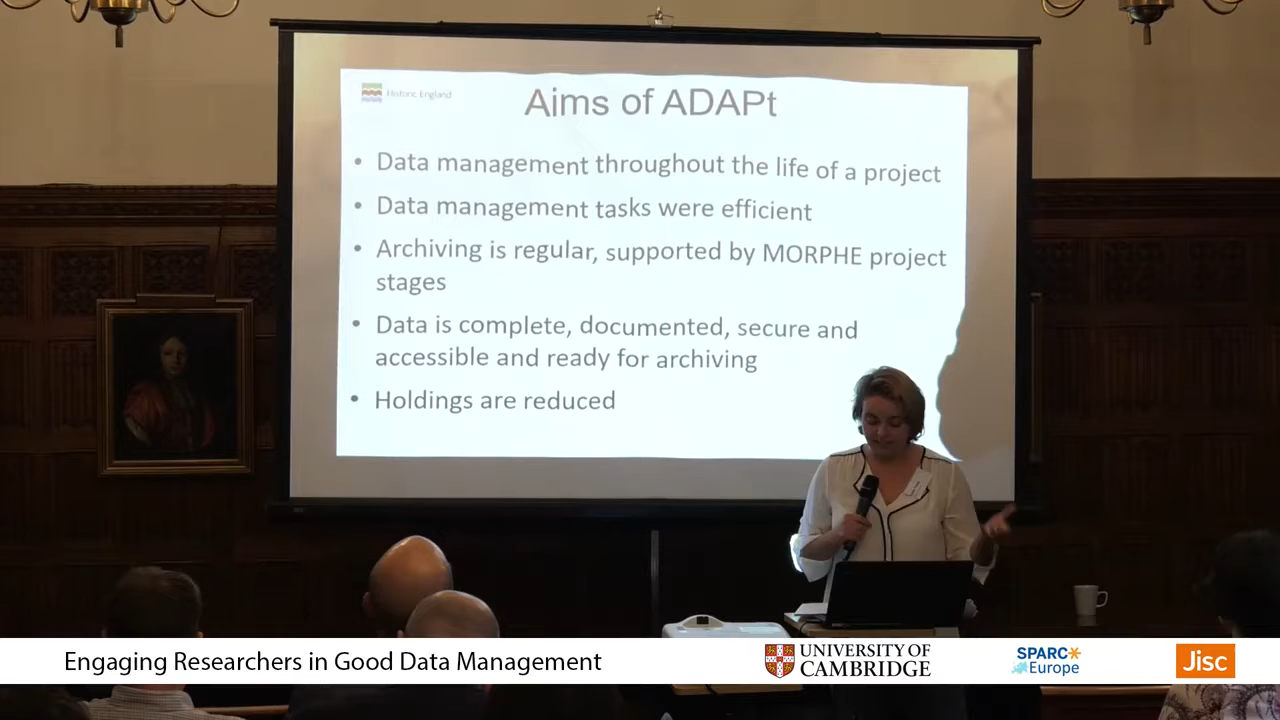 Historic England
Aims of ADAPt
• Data management throughout the life of a project
• Data management tasks were efficient
• Archiving is regular, supported by MORPHE project
stages
• Data is complete, documented, secure and
accessible and ready for archiving
• Holdings are reduced
Engaging Researchers in Good Data Management
UNIVERSITY OF
CAMBRIDGE
SPARC
Europe
Jisc